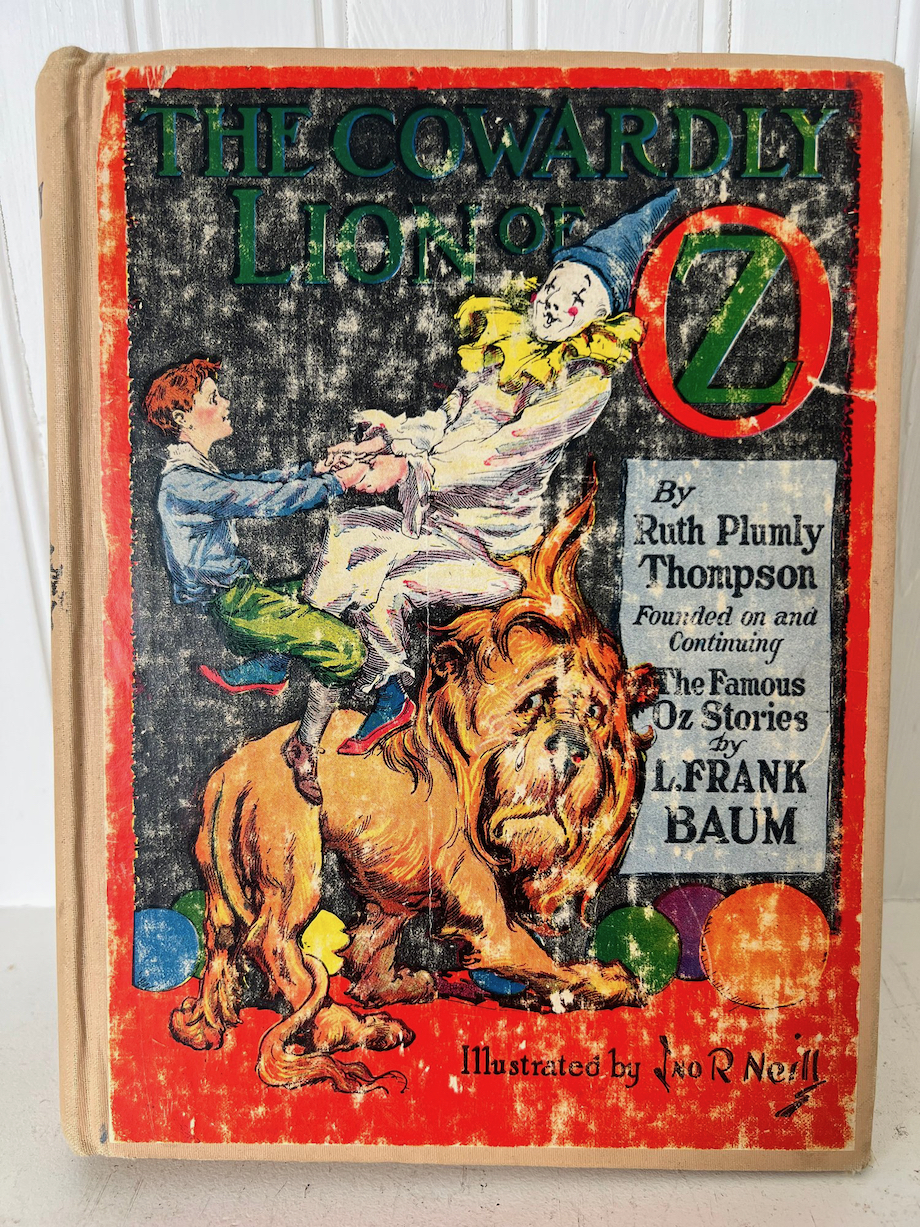 THE COWARDLY
LION OF OZ
By
Ruth Plumly
Thompson
Founded on and
Continuing
The Famous
Oz Stories
by
L. FRANK
BAUM
Illustrated by Jno R Neill